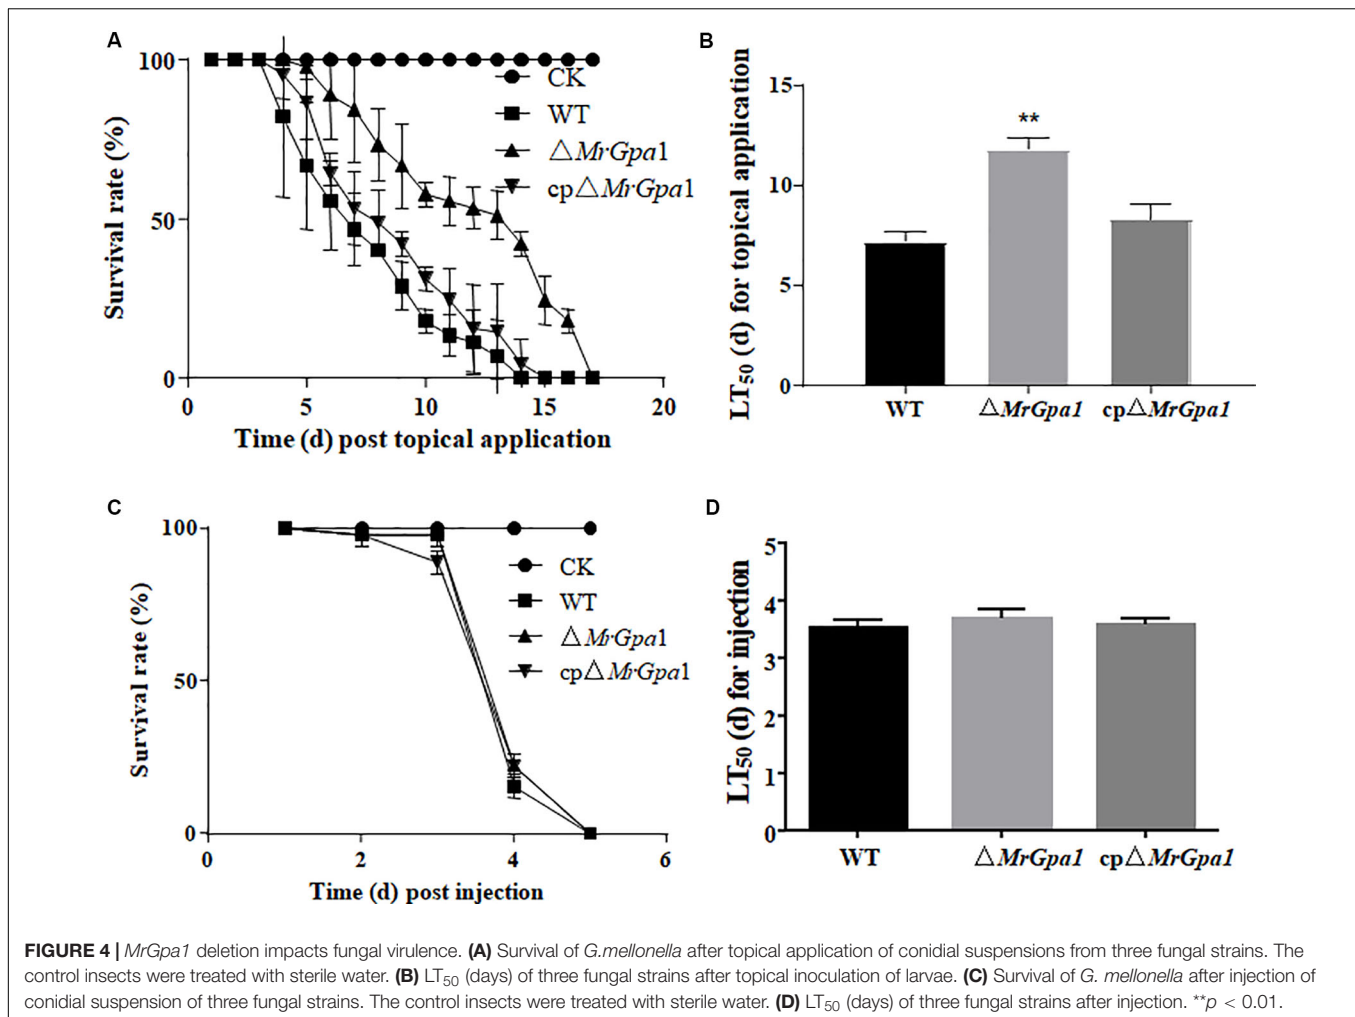 A
100
50
0
0
5
10
15
20
Survival rate (%)
Time (d) post topical application
CK
WT
△MrGpa1
cp△MrGpa1
B
15
10
5
0
LT50 (d) for topical application
**
WT
△MrGpa1
cp△MrGpa1
C
100
50
0
0
2
4
6
Survival rate (%)
Time (d) post injection
CK
WT
△MrGpa1
cp△MrGpa1
D
5
4
3
2
1
0
LT50 (d) for injection
WT
△MrGpa1
cp△MrGpa1
FIGURE 4 | MrGpa1 deletion impacts fungal virulence. (A) Survival of G.mellonella after topical application of conidial suspensions from three fungal strains. The
control insects were treated with sterile water. (B) LT50 (days) of three fungal strains after topical inoculation of larvae. (C) Survival of G. mellonella after injection of
conidial suspension of three fungal strains. The control insects were treated with sterile water. (D) LT50 (days) of three fungal strains after injection. **p < 0.01.